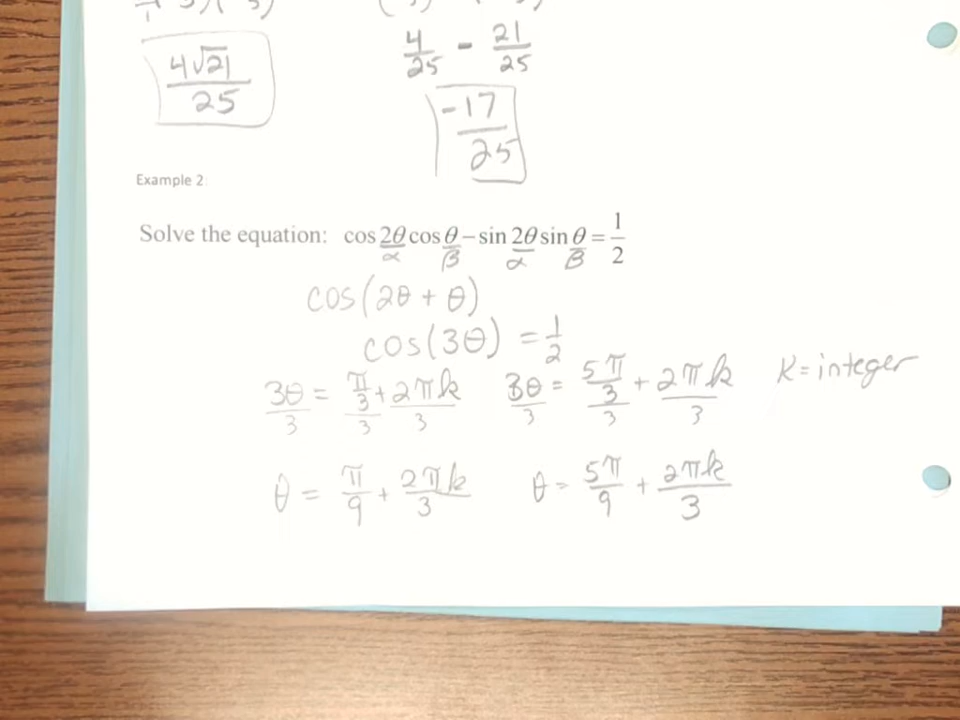 4/25 - 21/25
4√21/25
-17/25
Example 2
Solve the equation: cos 2θ cos θ – sin 2θ sin θ = 1/2
α β α β
cos(2θ + θ)
cos(3θ) = 1/2
3θ/3 = π/3/3 + 2πk/3 3θ/3 = 5π/3/3 + 2πk/3 K = integer
θ = π/9 + 2πk/3 θ = 5π/9 + 2πk/3